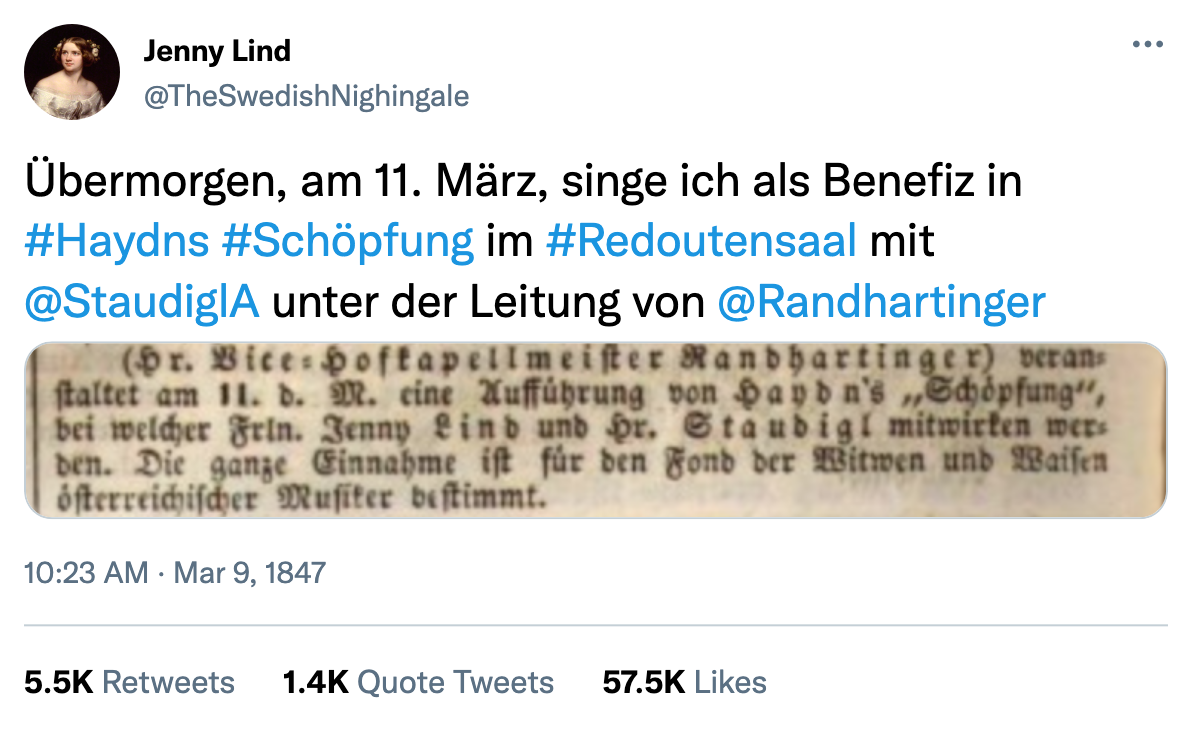 Jenny Lind
@TheSwedishNighingale
Übermorgen, am 11. März, singe ich als Benefiz in
#Haydns #Schöpfung im #Redoutensaal mit
@StaudiglA unter der Leitung von @Randhartinger
(Hr. Vice-Hofkapellmeister Randhartinger) veran-
staltet am 11. d. M. eine Aufführung von Haydn's „Schöpfung“,
bei welcher Frln. Jenny Lind und Hr. Staudigl mitwirken wer-
den. Die ganze Einnahme ist für den Fond der Witwen und Waisen
österreichischer Musiker bestimmt.
10:23 AM · Mar 9, 1847
5.5K Retweets 1.4K Quote Tweets 57.5K Likes